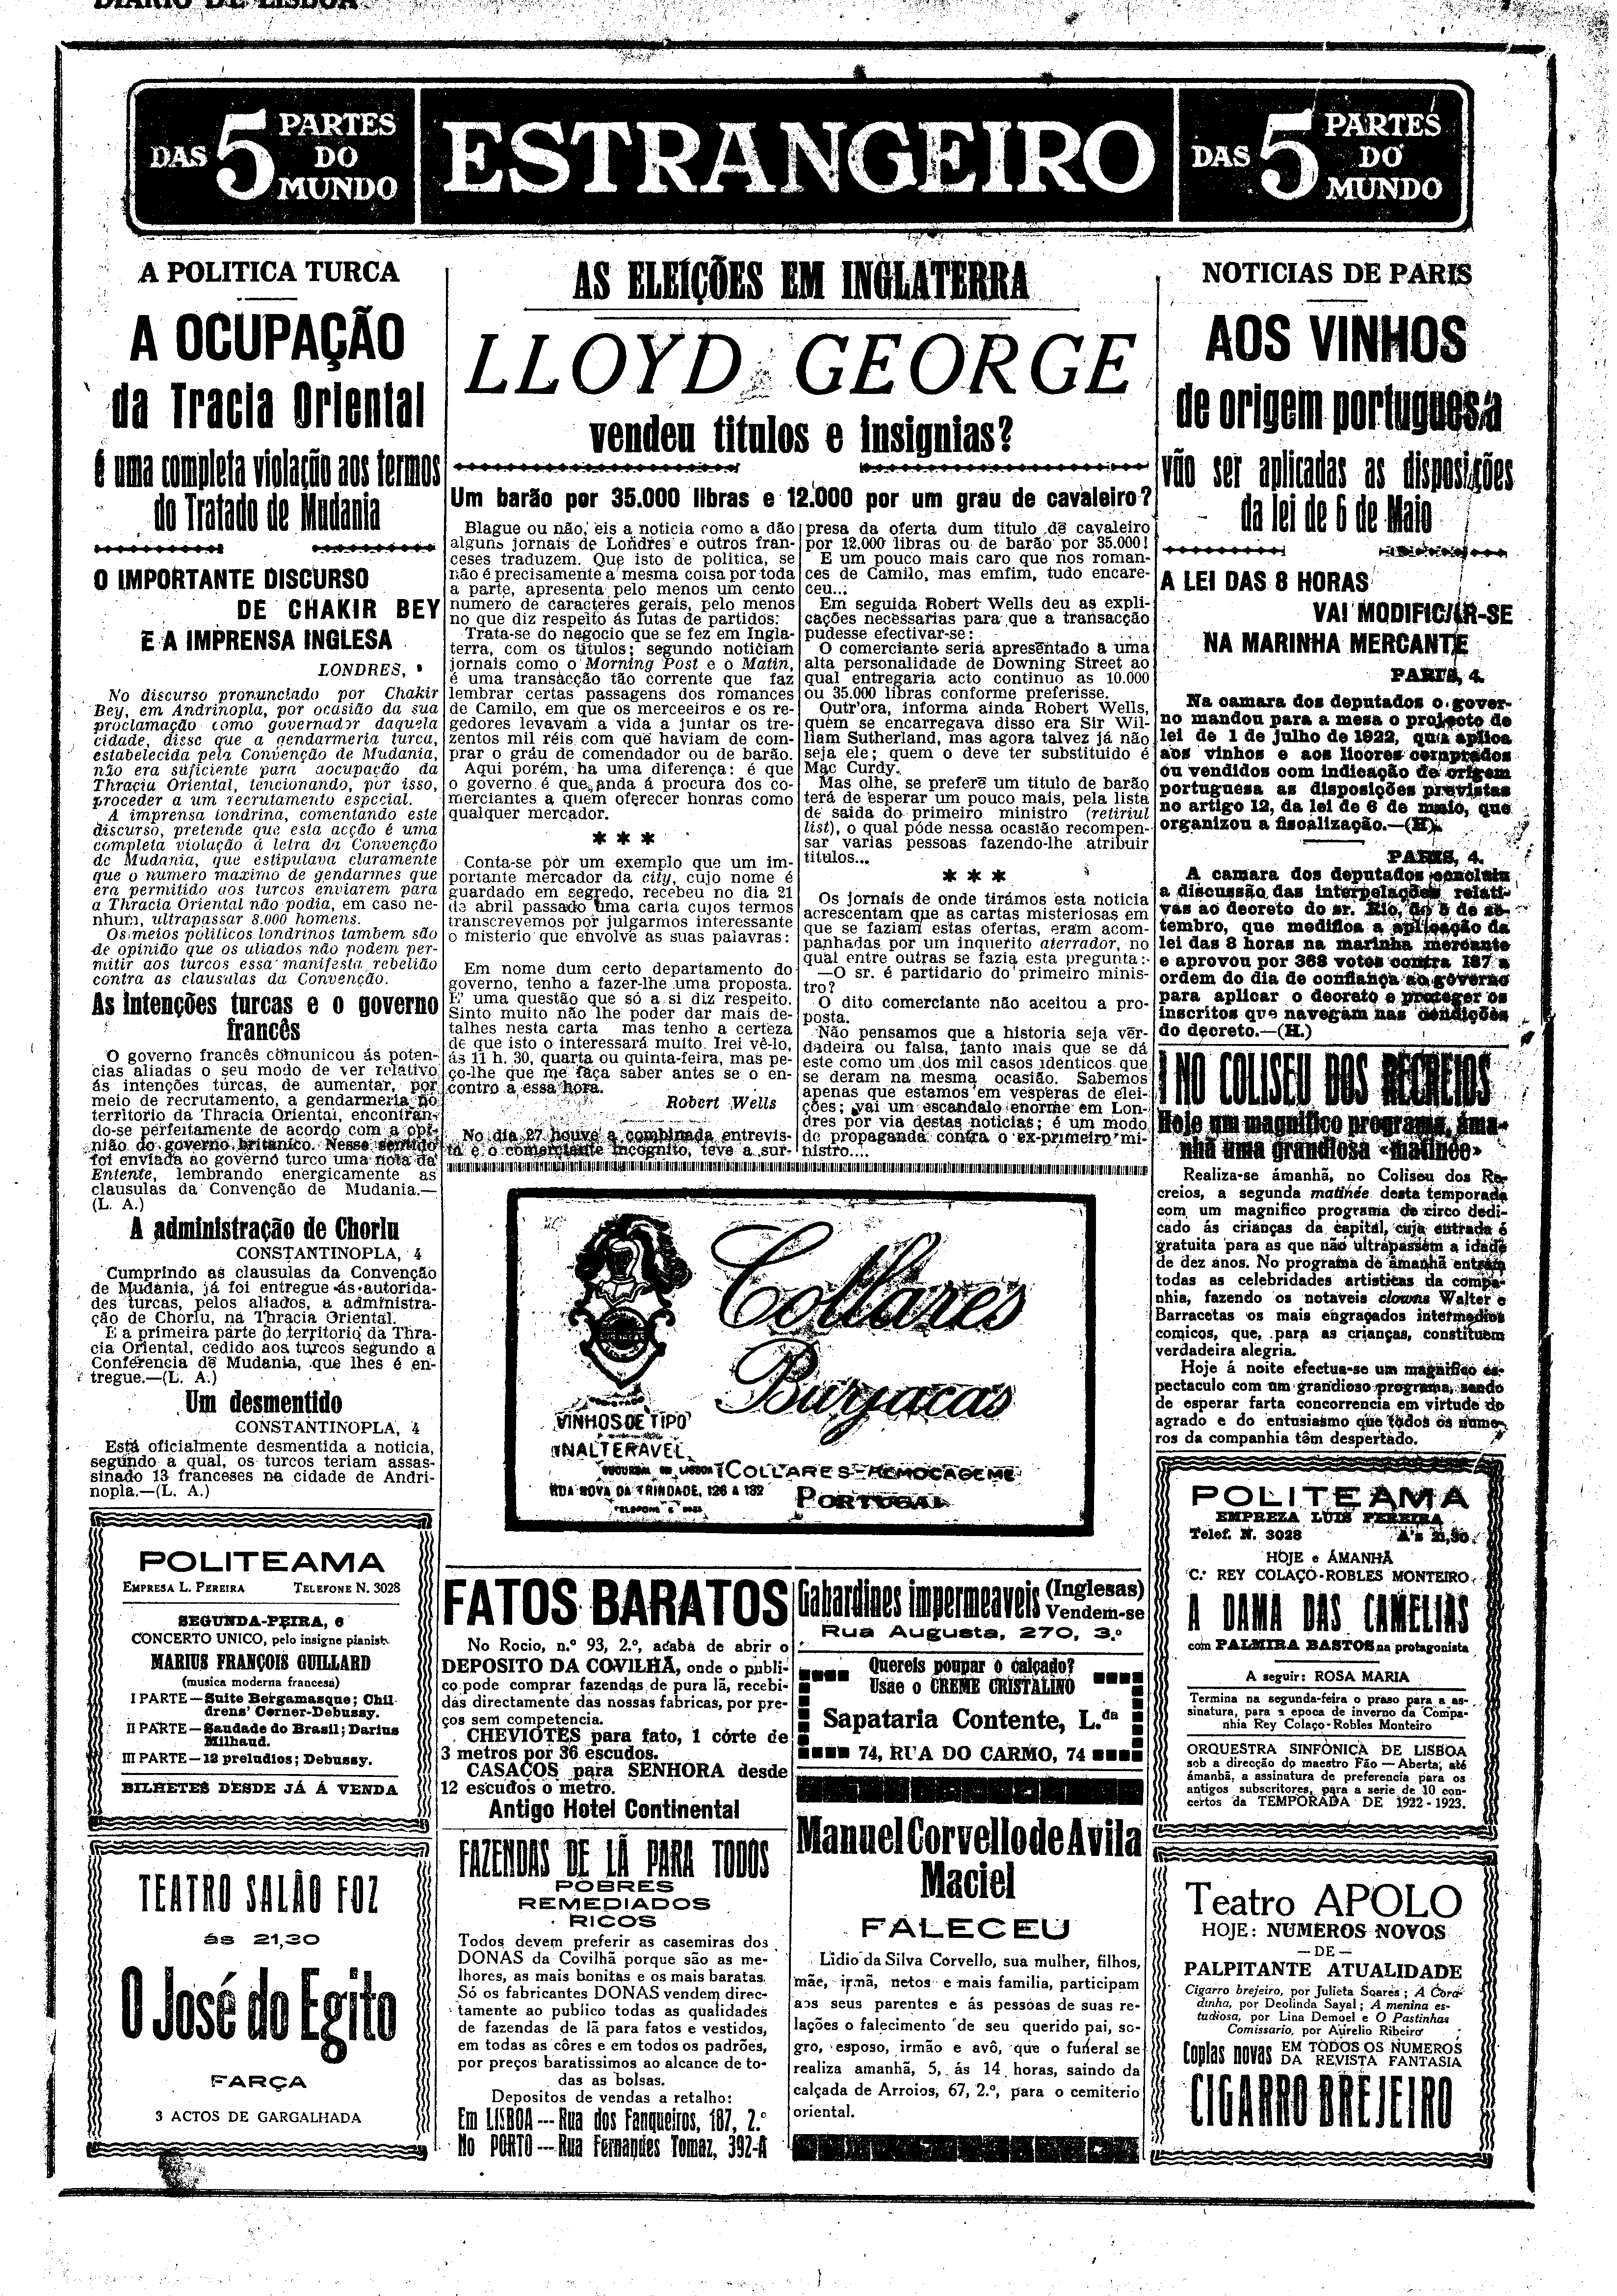 DIARIO DE LISBOA
DAS 5 PARTES DO MUNDO
ESTRANGEIRO
DAS 5 PARTES DO MUNDO
A POLITICA TURCA
A OCUPAÇÃO
da Tracia Oriental
é uma completa violação aos termos
do Tratado de Mudania
O IMPORTANTE DISCURSO
DE CHAKIR BEY
E A IMPRENSA INGLESA
LONDRES,
No discurso pronunciado por Chakir
Bey, em Andrinopla, por ocasião da sua
proclamação como governador daquela
cidade, disse que a gendarmeria turca,
estabelecida pela Convenção de Mudania,
não era suficiente para aocupação da
Thracia Oriental, tencionando, por isso,
proceder a um recrutamento especial.
A imprensa londrina, comentando este
discurso, pretende que esta acção é uma
completa violação á letra da Convenção
de Mudania, que estipulava claramente
que o numero maximo de gendarmes que
era permitido aos turcos enviarem para
a Thracia Oriental não podia, em caso ne-
nhum, ultrapassar 8.000 homens.
Os meios politicos londrinos tambem são
de opinião que os aliados não podem per-
mitir aos turcos essa manifesta rebelião
contra as clausulas da Convenção.
As intenções turcas e o governo
francês
O governo francês comunicou ás poten-
cias aliadas o seu modo de ver relativo
ás intenções turcas, de aumentar, por
meio de recrutamento, a gendarmeria no
territorio da Thracia Oriental, encontran-
do-se perfeitamente de acordo com a opi-
nião do governo britanico. Nesse sentido
foi enviada ao governo turco uma nota da
Entente, lembrando energicamente as
clausulas da Convenção de Mudania.—
(L. A.)
A administração de Chorlu
CONSTANTINOPLA, 4
Cumprindo as clausulas da Convenção
de Mudania, já foi entregue ás autorida-
des turcas, pelos aliados, a administra-
ção de Chorlu, na Thracia Oriental.
E a primeira parte do territorio da Thra-
cia Oriental, cedido aos turcos segundo a
Conferencia de Mudania, que lhes é en-
tregue.—(L. A.)
Um desmentido
CONSTANTINOPLA, 4
Está oficialmente desmentida a noticia,
segundo a qual, os turcos teriam assas-
sinado 13 franceses na cidade de Andri-
nopla.—(L. A.)
POLITEAMA
EMPRESA L. PEREIRA TELEFONE N. 3028
SEGUNDA-FEIRA, 6
CONCERTO UNICO, pelo insigne pianist
MARIUS FRANÇOIS GUILLARD
(musica moderna francesa)
I PARTE—Suite Bergamasque; Chil
drens' Corner-Debussy.
II PARTE—Saudade do Brasil; Darius
Milhaud.
III PARTE—12 preludios; Debussy.
BILHETES DESDE JÁ Á VENDA
TEATRO SALÃO FOZ
ás 21,30
O José do Egito
FARÇA
3 ACTOS DE GARGALHADA
AS ELEIÇÕES EM INGLATERRA
LLOYD GEORGE
vendeu titulos e insignias?
Um barão por 35.000 libras e 12.000 por um grau de cavaleiro?
Blague ou não, eis a noticia como a dão
alguns jornais de Londres e outros fran-
ceses traduzem. Que isto de politica, se
não é precisamente a mesma coisa por toda
a parte, apresenta pelo menos um cento
numero de caracteres gerais, pelo menos
no que diz respeito ás lutas de partidos.
Trata-se do negocio que se fez em Ingla-
terra, com os titulos; segundo noticiam
jornais como o Morning Post e o Matin,
é uma transacção tão corrente que faz
lembrar certas passagens dos romances
de Camilo, em que os merceeiros e os re-
gedores levavam a vida a juntar os tre-
zentos mil réis com que haviam de com-
prar o gráu de comendador ou de barão.
Aqui porém, ha uma diferença: é que
o governo é que anda á procura dos co-
merciantes a quem oferecer honras como
qualquer mercador.
* * *
Conta-se por um exemplo que um im-
portante mercador da city, cujo nome é
guardado em segredo, recebeu no dia 21
de abril passado uma carta cujos termos
transcrevemos por julgarmos interessante
o misterio que envolve as suas palavras:
Em nome dum certo departamento do
governo, tenho a fazer-lhe uma proposta.
E' uma questão que só a si diz respeito.
Sinto muito não lhe poder dar mais de-
talhes nesta carta mas tenho a certeza
de que isto o interessará muito. Irei vê-lo,
ás 11 h. 30, quarta ou quinta-feira, mas pe-
ço-lhe que me faça saber antes se o en-
contro a essa hora.
Robert Wells
No dia 27 houve a combinada entrevis-
ta e o comerciante incognito, teve a sur-
presa da oferta dum titulo de cavaleiro
por 12.000 libras ou de barão por 35.000!
E um pouco mais caro que nos roman-
ces de Camilo, mas emfim, tudo encare-
ceu...
Em seguida Robert Wells deu as expli-
cações necessarias para que a transacção
pudesse efectivar-se:
O comerciante seria apresentado a uma
alta personalidade de Downing Street ao
qual entregaria acto continuo as 10.000
ou 35.000 libras conforme preferisse.
Outr'ora, informa ainda Robert Wells,
quem se encarregava disso era Sir Wil-
liam Sutherland, mas agora talvez já não
seja ele; quem o deve ter substituido é
Mac Curdy.
Mas olhe, se prefere um titulo de barão
terá de esperar um pouco mais, pela lista
de saida do primeiro ministro (retiriul
list), o qual póde nessa ocasião recompen-
sar varias pessoas fazendo-lhe atribuir
titulos...
* * *
Os jornais de onde tirámos esta noticia
acrescentam que as cartas misteriosas em
que se faziam estas ofertas, eram acom-
panhadas por um inquerito aterrador, no
qual entre outras se fazia esta pregunta:
—O sr. é partidario do primeiro minis-
tro?
O dito comerciante não aceitou a pro-
posta.
Não pensamos que a historia seja ver-
dadeira ou falsa, tanto mais que se dá
este como um dos mil casos identicos que
se deram na mesma ocasião. Sabemos
apenas que estamos em vesperas de elei-
ções; vai um escandalo enorme em Lon-
dres por via destas noticias; é um modo
de propaganda contra o ex-primeiro mi-
nistro....
Collares
Burjacas
VINHOS DE TIPO
INALTERAVEL
SUCURSAL EM LISBOA
RUA NOVA DA TRINDADE, 126 A 132
COLLARES-ALMOÇAGEME
PORTUGAL
FATOS BARATOS
No Rocio, n.º 93, 2.º, acaba de abrir o
DEPOSITO DA COVILHÃ, onde o publi-
co pode comprar fazendas de pura lã, recebi-
das directamente das nossas fabricas, por pre-
ços sem competencia.
CHEVIOTES para fato, 1 córte de
3 metros por 36 escudos.
CASACOS para SENHORA desde
12 escudos o metro.
Antigo Hotel Continental
FAZENDAS DE LÃ PARA TODOS
POBRES
REMEDIADOS
RICOS
Todos devem preferir as casemiras dos
DONAS da Covilhã porque são as me-
lhores, as mais bonitas e os mais baratas.
Só os fabricantes DONAS vendem direc-
tamente ao publico todas as qualidades
de fazendas de lã para fatos e vestidos,
em todas as côres e em todos os padrões,
por preços baratissimos ao alcance de to-
das as bolsas.
Depositos de vendas a retalho:
Em LISBOA --- Rua dos Fanqueiros, 187, 2.º
No PORTO --- Rua Fernandes Tomaz, 392-A
Gabardines impermeaveis (Inglesas)
Vendem-se
Rua Augusta, 270, 3.º
Quereis poupar o calçado?
Usae o CREME CRISTALINO
Sapataria Contente, L.da
74, RUA DO CARMO, 74
Manuel Corvello de Avila
Maciel
FALECEU
Lidio da Silva Corvello, sua mulher, filhos,
mãe, irmã, netos e mais familia, participam
aos seus parentes e ás pessoas de suas re-
lações o falecimento de seu querido pai, so-
gro, esposo, irmão e avô, que o funeral se
realiza amanhã, 5, ás 14 horas, saindo da
calçada de Arroios, 67, 2.º, para o cemiterio
oriental.
NOTICIAS DE PARIS
AOS VINHOS
de origem portuguesa
vão ser aplicadas as disposições
da lei de 6 de Maio
A LEI DAS 8 HORAS
VAI MODIFICAR-SE
NA MARINHA MERCANTE
PARIS, 4.
Na camara dos deputados o gover-
no mandou para a mesa o projecto de
lei de 1 de julho de 1922, que aplica
aos vinhos e aos licores comprados
ou vendidos com indicação de origem
portuguesa as disposições previstas
no artigo 12, da lei de 6 de maio, que
organizou a fiscalização.—(H).
PARIS, 4.
A camara dos deputados concluiu
a discussão das interpelações relati-
vas ao decreto do sr. Rio, do 5 de se-
tembro, que modifica a aplicação da
lei das 8 horas na marinha mercante
e aprovou por 368 votos contra 187 a
ordem do dia de confiança ao governo
para aplicar o decreto e proteger os
inscritos que navegam nas condições
do decreto.—(H.)
NO COLISEU DOS RECREIOS
Hoje um magnifico programa, áma-
nhã uma grandiosa «matinée»
Realiza-se ámanhã, no Coliseu dos Re-
creios, a segunda matinée desta temporada
com um magnifico programa de circo dedi-
cado ás crianças da capital, cuja entrada é
gratuita para as que não ultrapassem a idade
de dez anos. No programa de ámanhã entram
todas as celebridades artisticas da compa-
nhia, fazendo os notaveis clowns Walter e
Barracetas os mais engraçados intermedios
comicos, que, para as crianças, constituem
verdadeira alegria.
Hoje á noite efectua-se um magnifico es-
pectaculo com um grandioso programa, sendo
de esperar farta concorrencia em virtude do
agrado e do entusiasmo que todos os nume-
ros da companhia têm despertado.
POLITEAMA
EMPREZA LUIS PEREIRA
Telef. N. 3028 A's 21,30
HOJE e ÁMANHÃ
C.ª REY COLAÇO-ROBLES MONTEIRO
A DAMA DAS CAMELIAS
com PALMIRA BASTOS na protagonista
A seguir: ROSA MARIA
Termina na segunda-feira o praso para a as-
sinatura, para a epoca de inverno da Compa-
nhia Rey Colaço-Robles Monteiro
ORQUESTRA SINFONICA DE LISBOA
sob a direcção do maestro Fão — Aberta, até
ámanhã, a assinatura de preferencia para os
antigos subscritores, para a serie de 10 con-
certos da TEMPORADA DE 1922-1923.
Teatro APOLO
HOJE: NUMEROS NOVOS
— DE —
PALPITANTE ATUALIDADE
Cigarro brejeiro, por Julieta Soares; A Cora-
dinha, por Deolinda Sayal; A menina es-
tudiosa, por Lina Demoel e O Pastinhas
Comissario, por Aurelio Ribeiro
Coplas novas EM TODOS OS NUMEROS
DA REVISTA FANTASIA
CIGARRO BREJEIRO